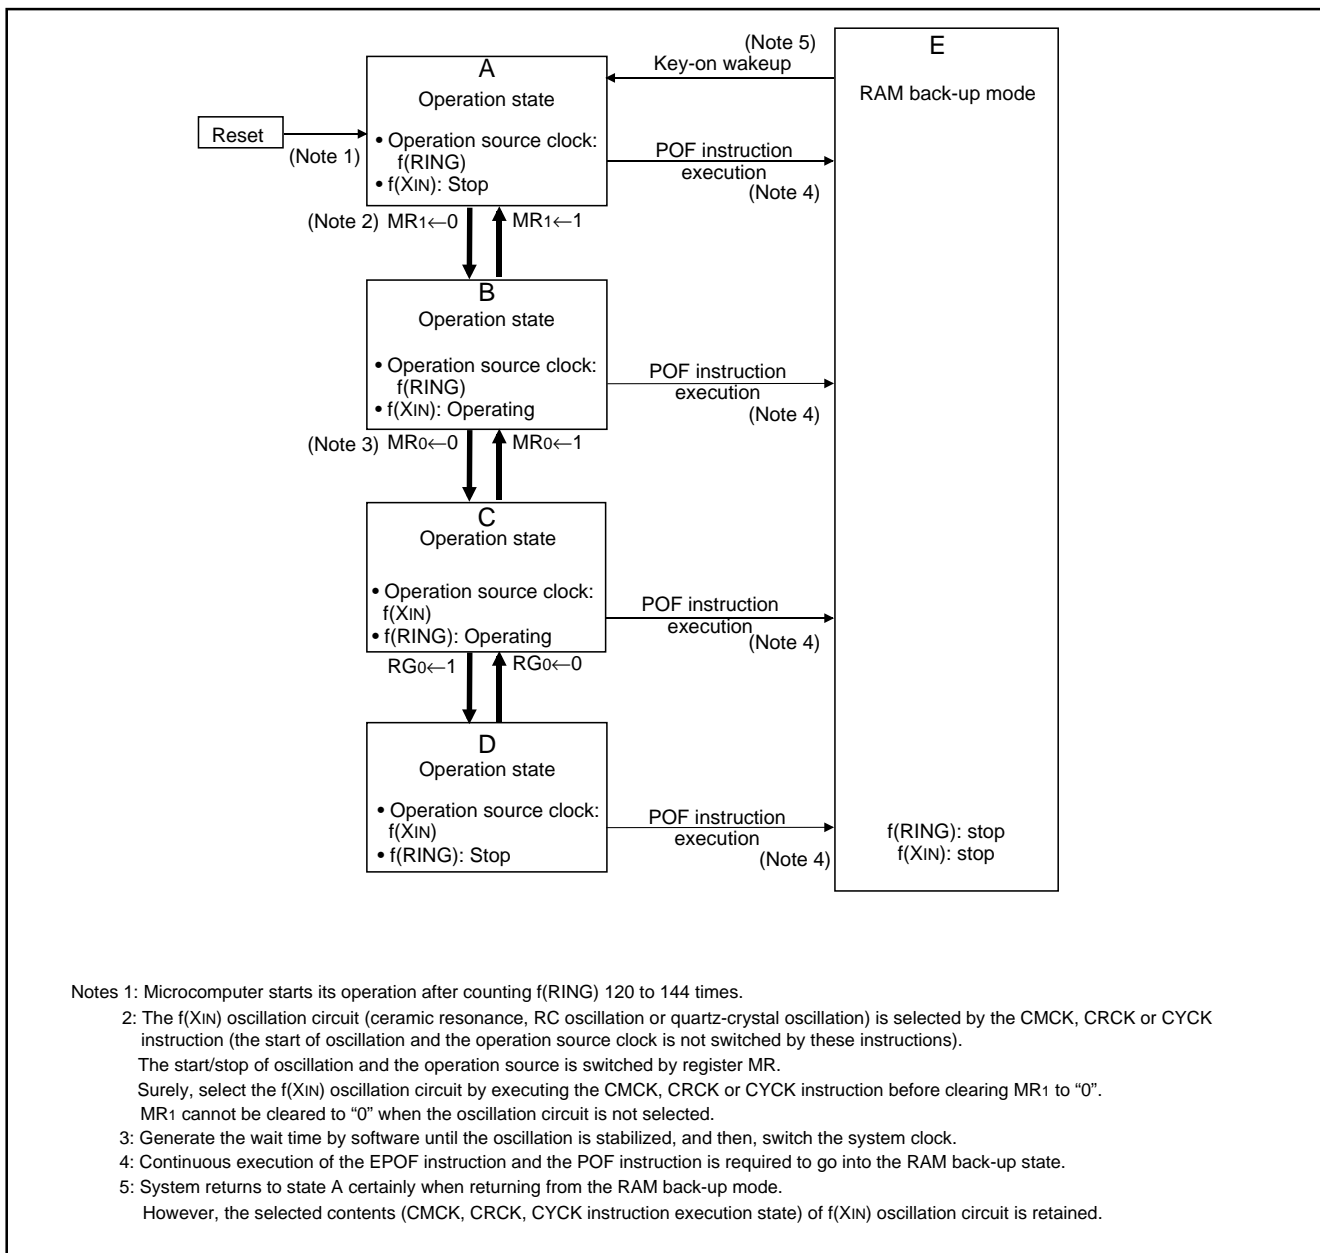 (Note 5)
Key-on wakeup
E
RAM back-up mode
A
Operation state
• Operation source clock:
f(RING)
• f(XIN): Stop
Reset
(Note 1)
POF instruction
execution
(Note 4)
(Note 2) MR1←0
MR1←1
B
Operation state
• Operation source clock:
f(RING)
• f(XIN): Operating
POF instruction
execution
(Note 4)
(Note 3) MR0←0
MR0←1
C
Operation state
• Operation source clock:
f(XIN)
• f(RING): Operating
POF instruction
execution
(Note 4)
RG0←1
RG0←0
D
Operation state
• Operation source clock:
f(XIN)
• f(RING): Stop
POF instruction
execution
(Note 4)
f(RING): stop
f(XIN): stop
Notes 1: Microcomputer starts its operation after counting f(RING) 120 to 144 times.
2: The f(XIN) oscillation circuit (ceramic resonance, RC oscillation or quartz-crystal oscillation) is selected by the CMCK, CRCK or CYCK
instruction (the start of oscillation and the operation source clock is not switched by these instructions).
The start/stop of oscillation and the operation source is switched by register MR.
Surely, select the f(XIN) oscillation circuit by executing the CMCK, CRCK or CYCK instruction before clearing MR1 to “0”.
MR1 cannot be cleared to “0” when the oscillation circuit is not selected.
3: Generate the wait time by software until the oscillation is stabilized, and then, switch the system clock.
4: Continuous execution of the EPOF instruction and the POF instruction is required to go into the RAM back-up state.
5: System returns to state A certainly when returning from the RAM back-up mode.
However, the selected contents (CMCK, CRCK, CYCK instruction execution state) of f(XIN) oscillation circuit is retained.